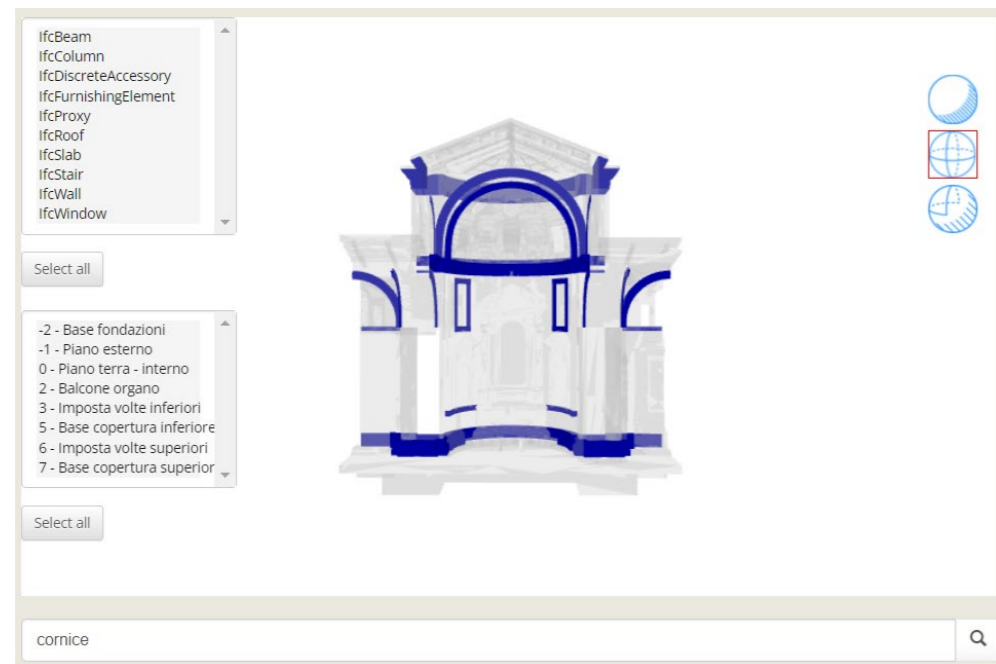 IfcBeam
IfcColumn
IfcDiscreteAccessory
IfcFurnishingElement
IfcProxy
IfcRoof
IfcSlab
IfcStair
IfcWall
IfcWindow
Select all
-2 - Base fondazioni
-1 - Piano esterno
0 - Piano terra - interno
2 - Balcone organo
3 - Imposta volte inferiori
5 - Base copertura inferiore
6 - Imposta volte superiori
7 - Base copertura superior
Select all
cornice